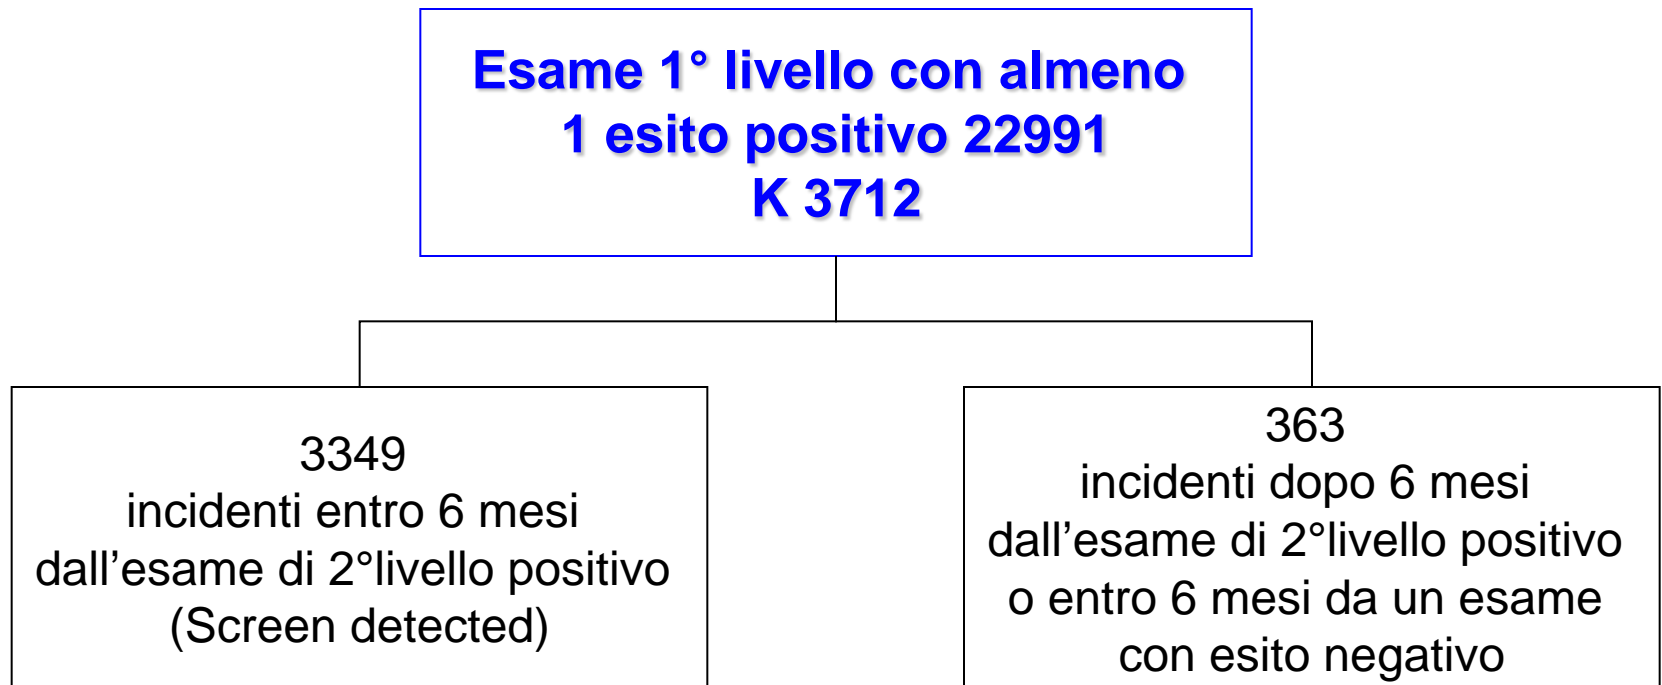 Esame 1° livello con almeno
1 esito positivo 22991
K 3712
3349
incidenti entro 6 mesi
dall'esame di 2°livello positivo
(Screen detected)
363
incidenti dopo 6 mesi
dall'esame di 2°livello positivo
o entro 6 mesi da un esame
con esito negativo